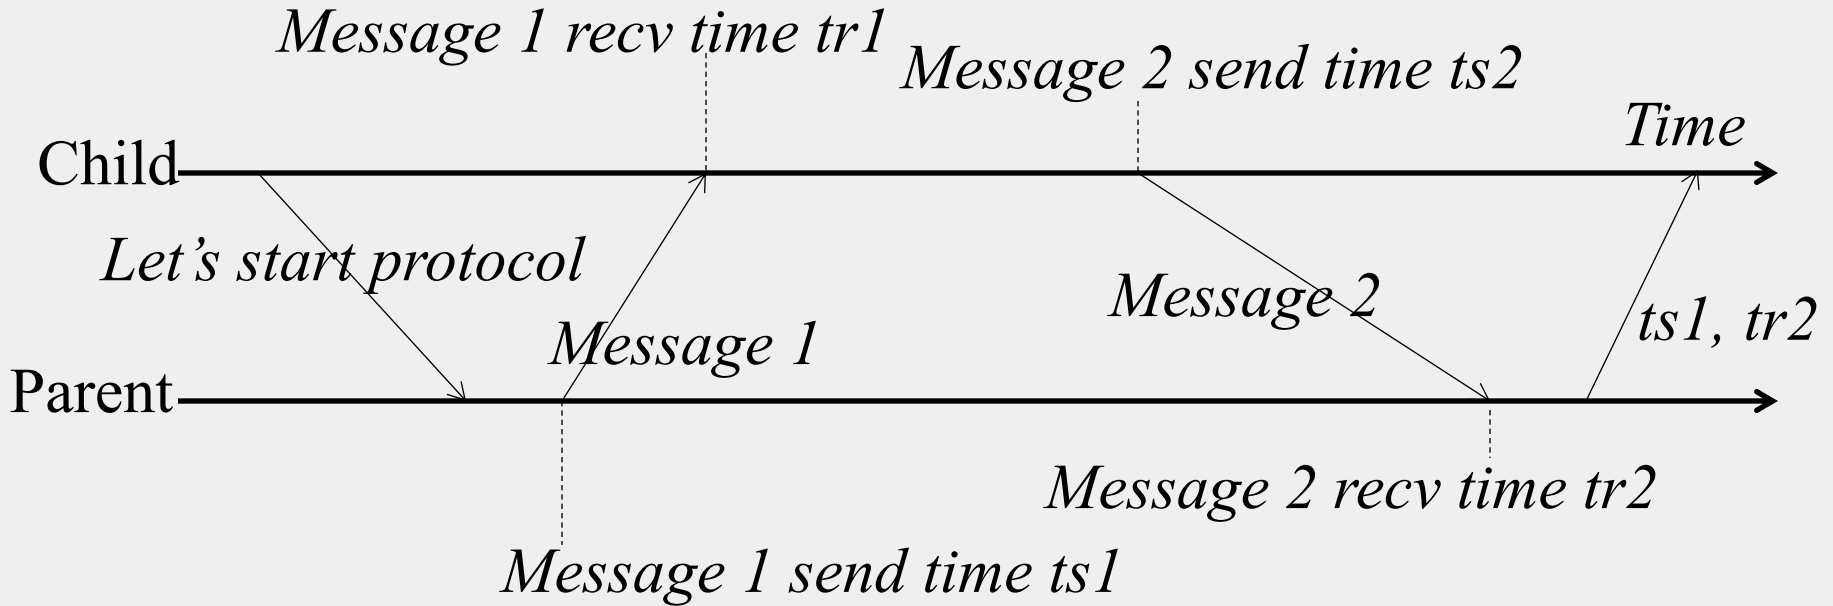 Message 1 recv time tr1
Message 2 send time ts2
Time
Child
Let’s start protocol
Message 2
ts1, tr2
Message 1
Parent
Message 2 recv time tr2
Message 1 send time ts1